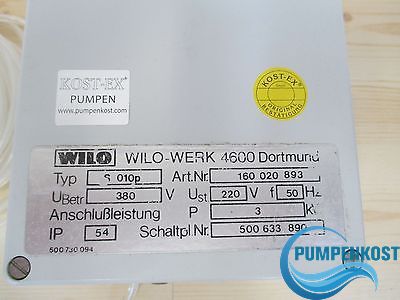 KOST-EX®
PUMPEN
www.pumpenkost.com
KOST-EX®
ORIGINAL
BESTÄTIGUNG
WILO WILO-WERK 4600 Dortmund
Typ S 010p Art.Nr. 160 020 893
UBetr. 380 V Ust 220 V f 50 Hz
Anschlußleistung P 3 k
IP 54 Schaltpl.Nr. 500 633 890
500 730 094
PUMPENKOST